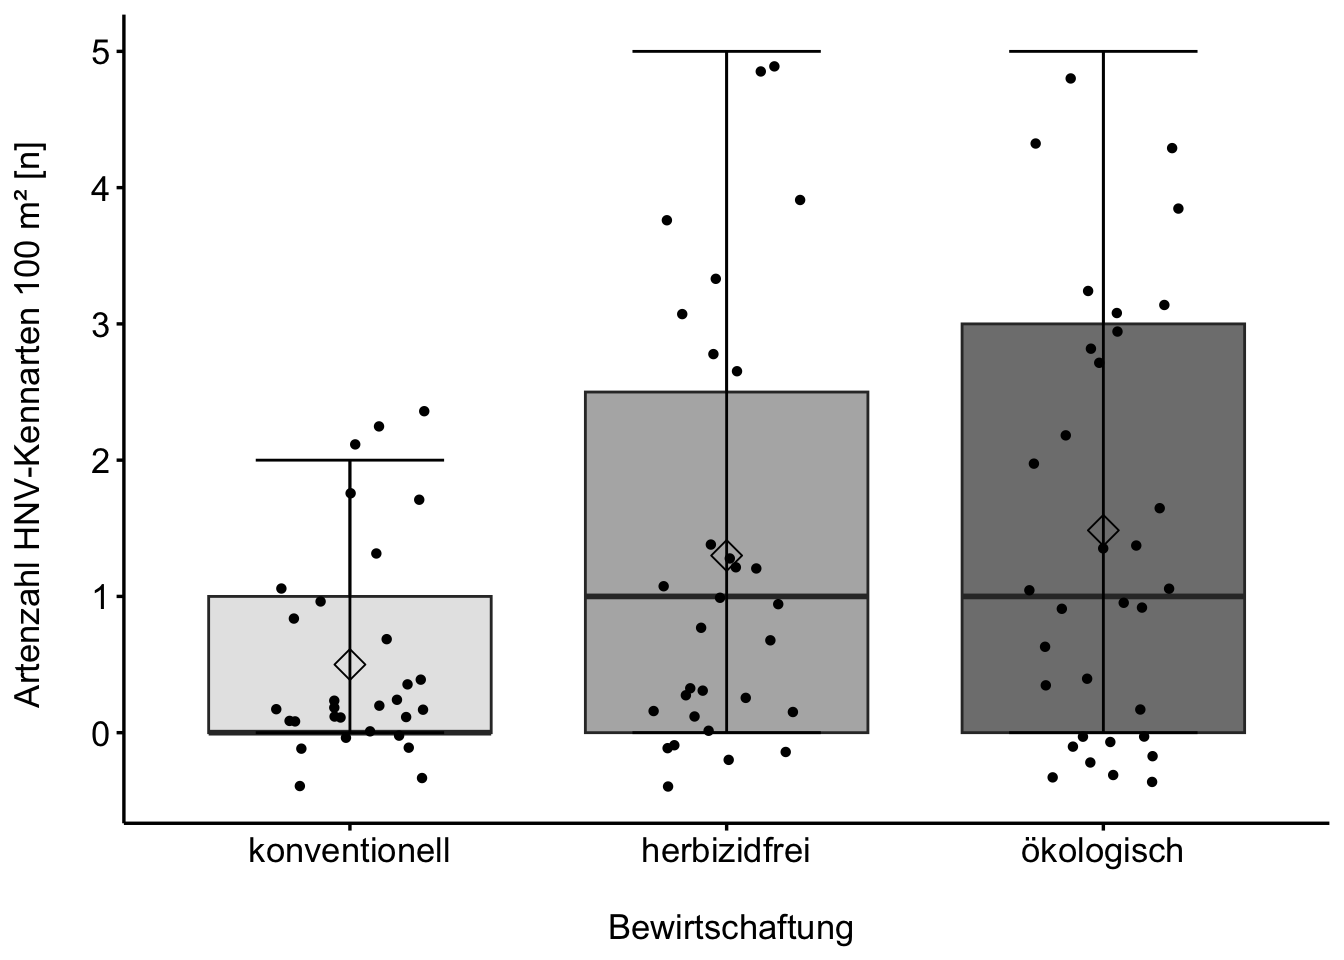 Artenzahl HNV-Kennarten 100 m² [n]
5
4
3
2
1
0
konventionell herbizidfrei ökologisch
Bewirtschaftung